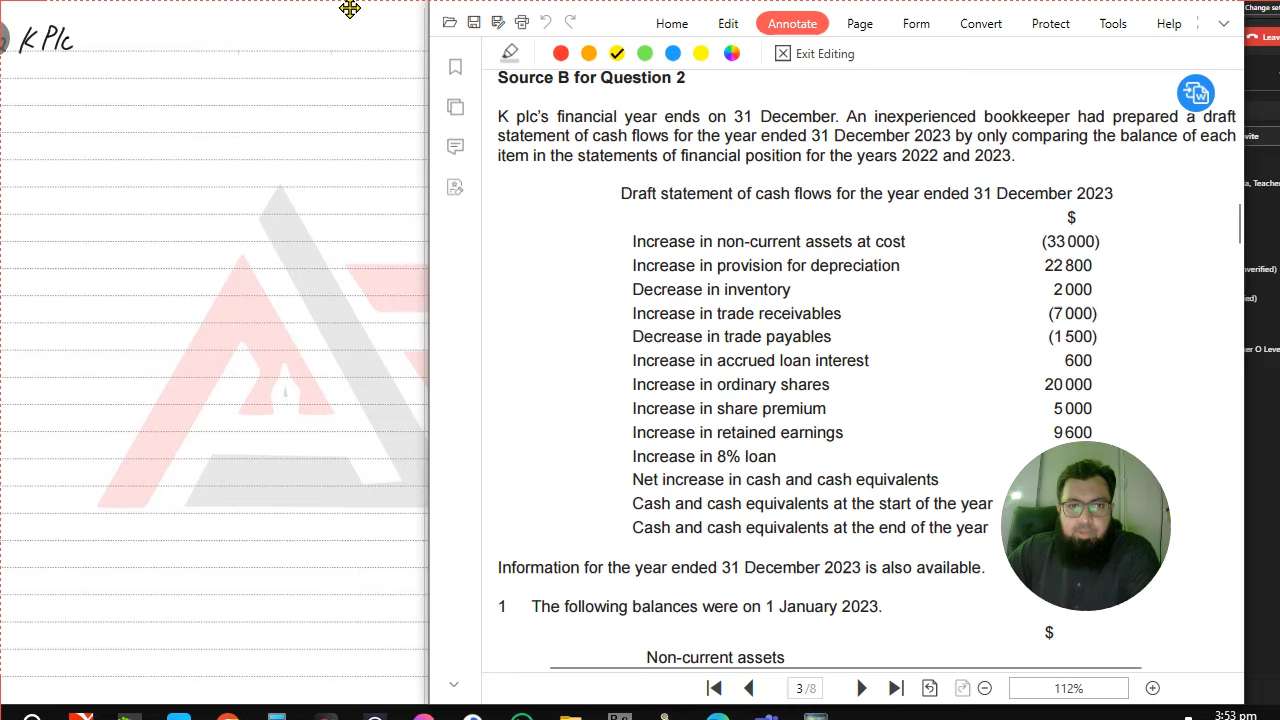 K Plc
Home Edit Annotate Page Form Convert Protect Tools Help
Exit Editing
Change set
Leav
Source B for Question 2
K plc's financial year ends on 31 December. An inexperienced bookkeeper had prepared a draft
statement of cash flows for the year ended 31 December 2023 by only comparing the balance of each
item in the statements of financial position for the years 2022 and 2023.
vite
a, Teacher
Draft statement of cash flows for the year ended 31 December 2023
$
Increase in non-current assets at cost (33 000)
Increase in provision for depreciation 22 800
nverified)
Decrease in inventory 2 000
ed)
Increase in trade receivables (7 000)
Decrease in trade payables (1 500)
er O Leve
Increase in accrued loan interest 600
Increase in ordinary shares 20 000
Increase in share premium 5 000
Increase in retained earnings 9 600
Increase in 8% loan
Net increase in cash and cash equivalents
Cash and cash equivalents at the start of the year
Cash and cash equivalents at the end of the year
Information for the year ended 31 December 2023 is also available.
1 The following balances were on 1 January 2023.
$
Non-current assets
3/8
112%
3:53 pm